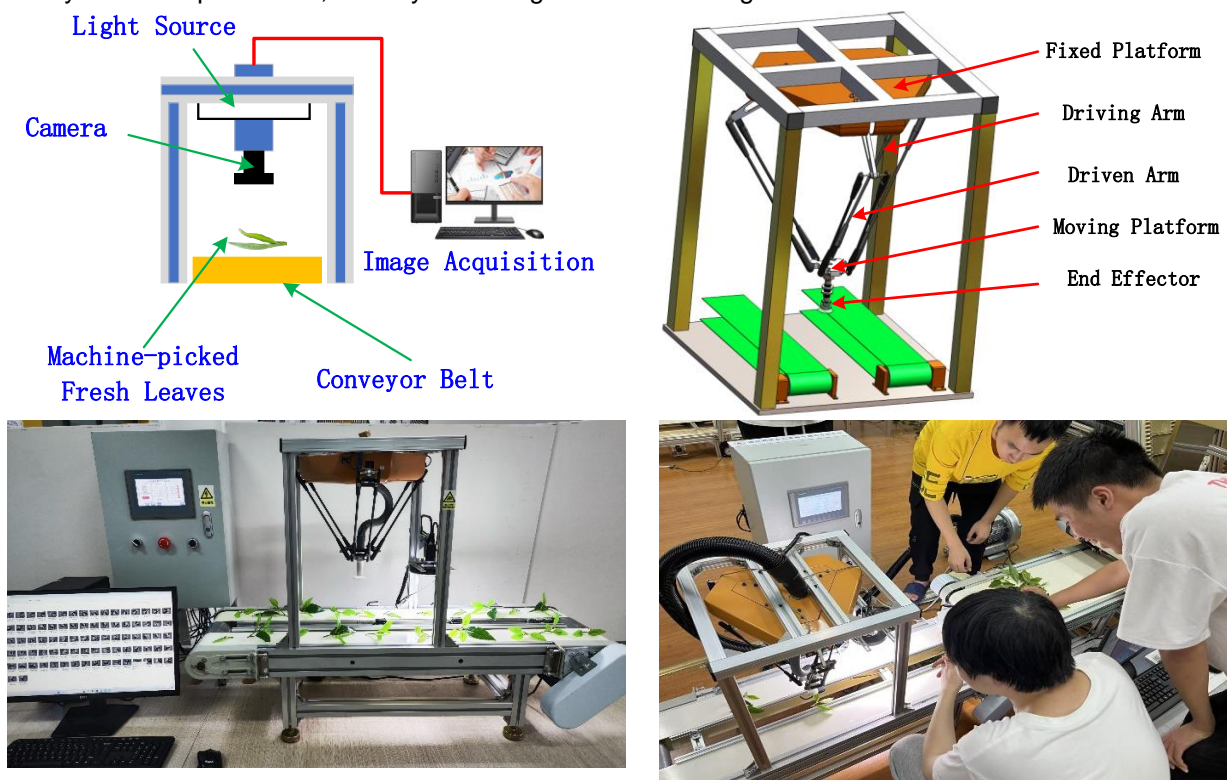 Light Source
Camera
Image Acquisition
Machine-picked
Fresh Leaves
Conveyor Belt
Fixed Platform
Driving Arm
Driven Arm
Moving Platform
End Effector